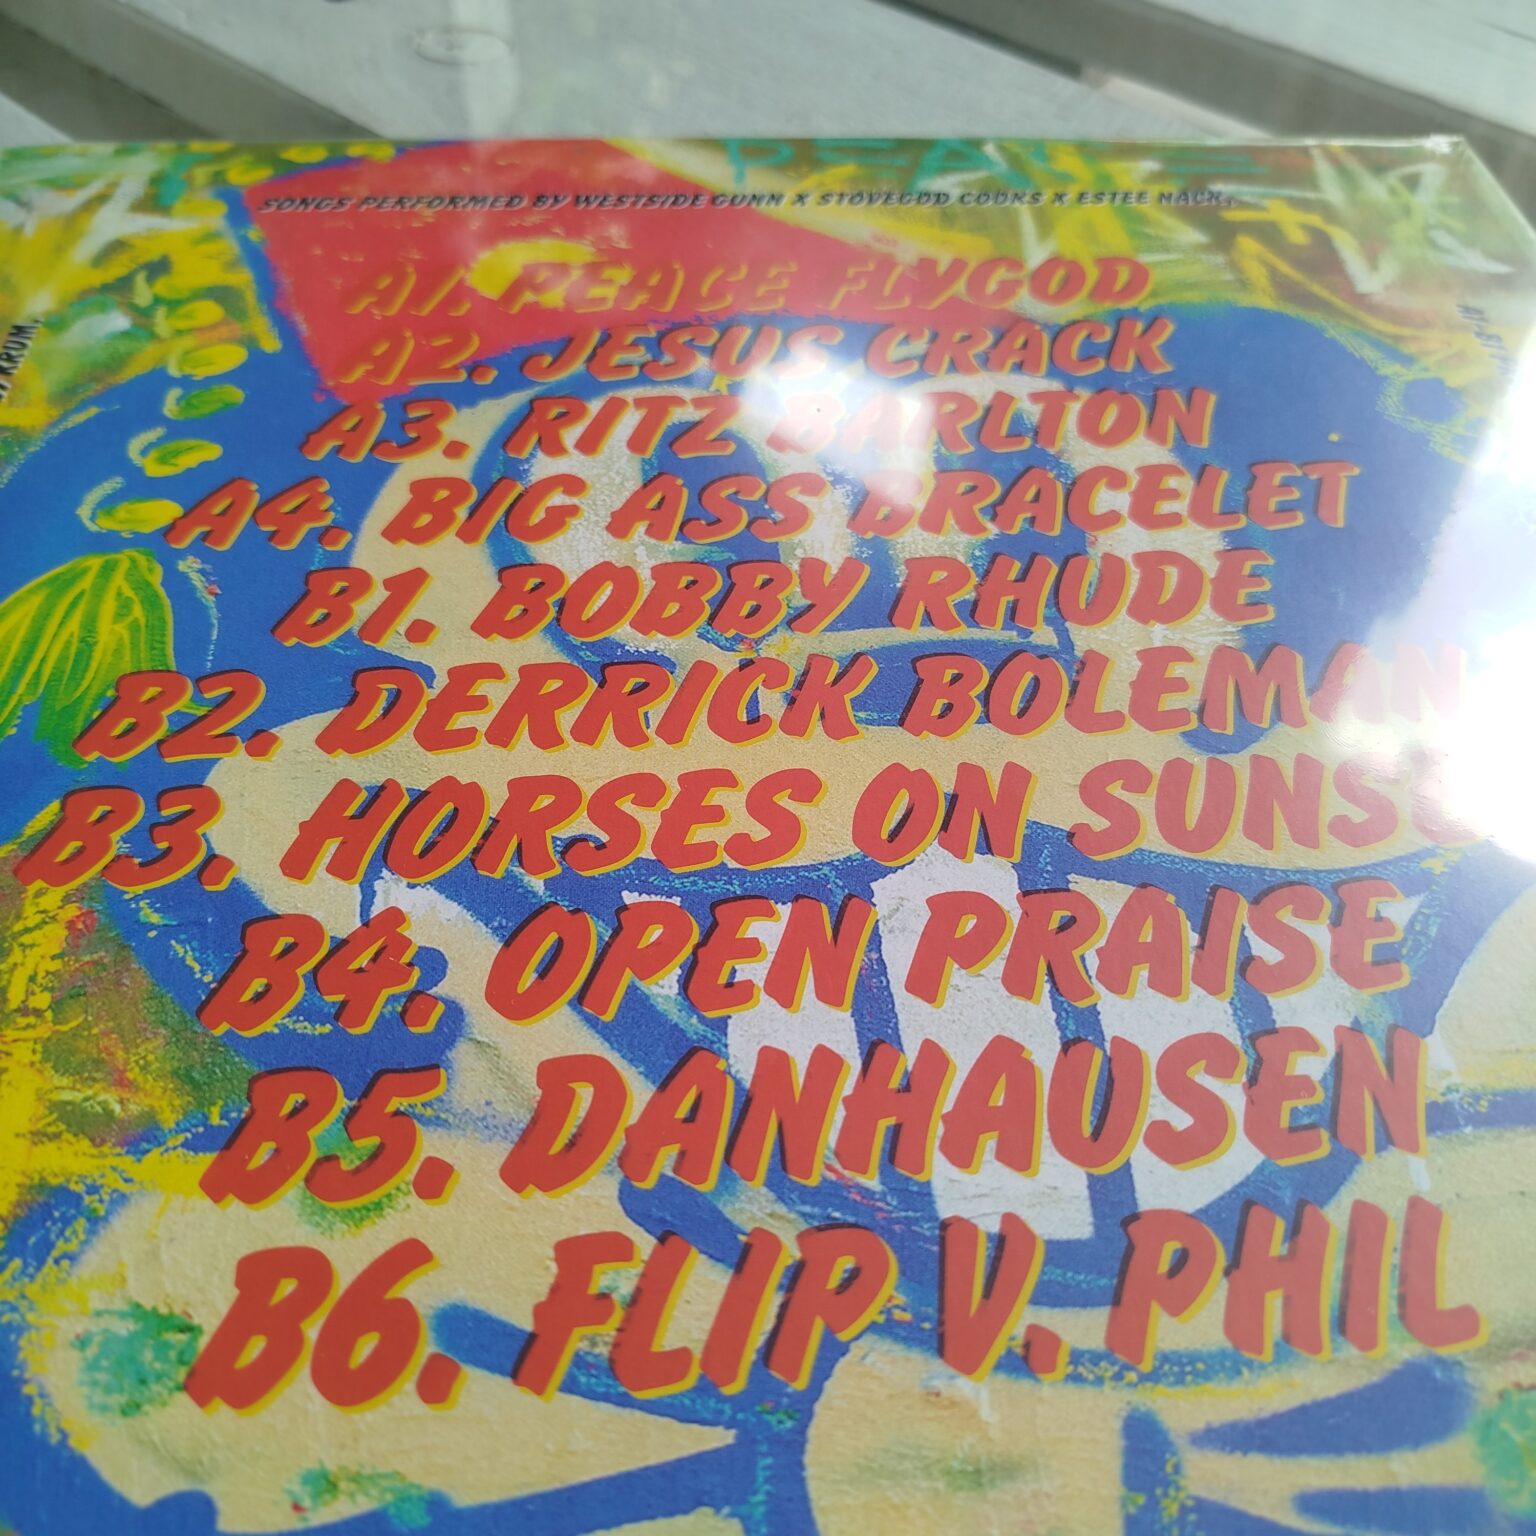 PEACE
SONGS PERFORMED BY WESTSIDE GUNN X STOVEGOD COOKS X ESTEE NACK.
A1. PEACE FLYGOD
A2. JESUS CRACK
A3. RITZ BARLTON
A4. BIG ASS BRACELET
B1. BOBBY RHUDE
B2. DERRICK BOLEMAN
B3. HORSES ON
B4. OPEN PRAISE
B5. DANHAUSEN
B6. FLIP V. PHIL
KRUM.